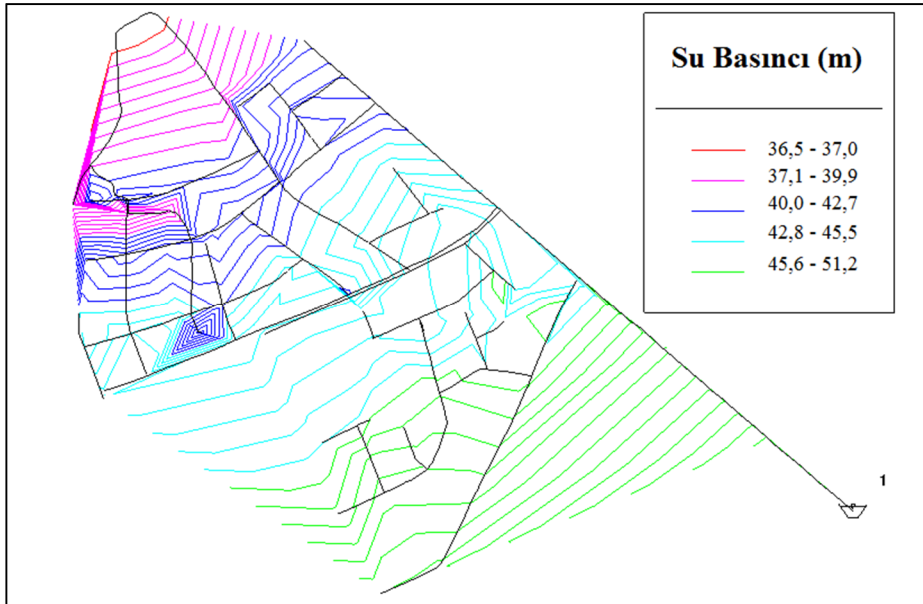 Su Basıncı (m)
36,5 - 37,0
37,1 - 39,9
40,0 - 42,7
42,8 - 45,5
45,6 - 51,2
1